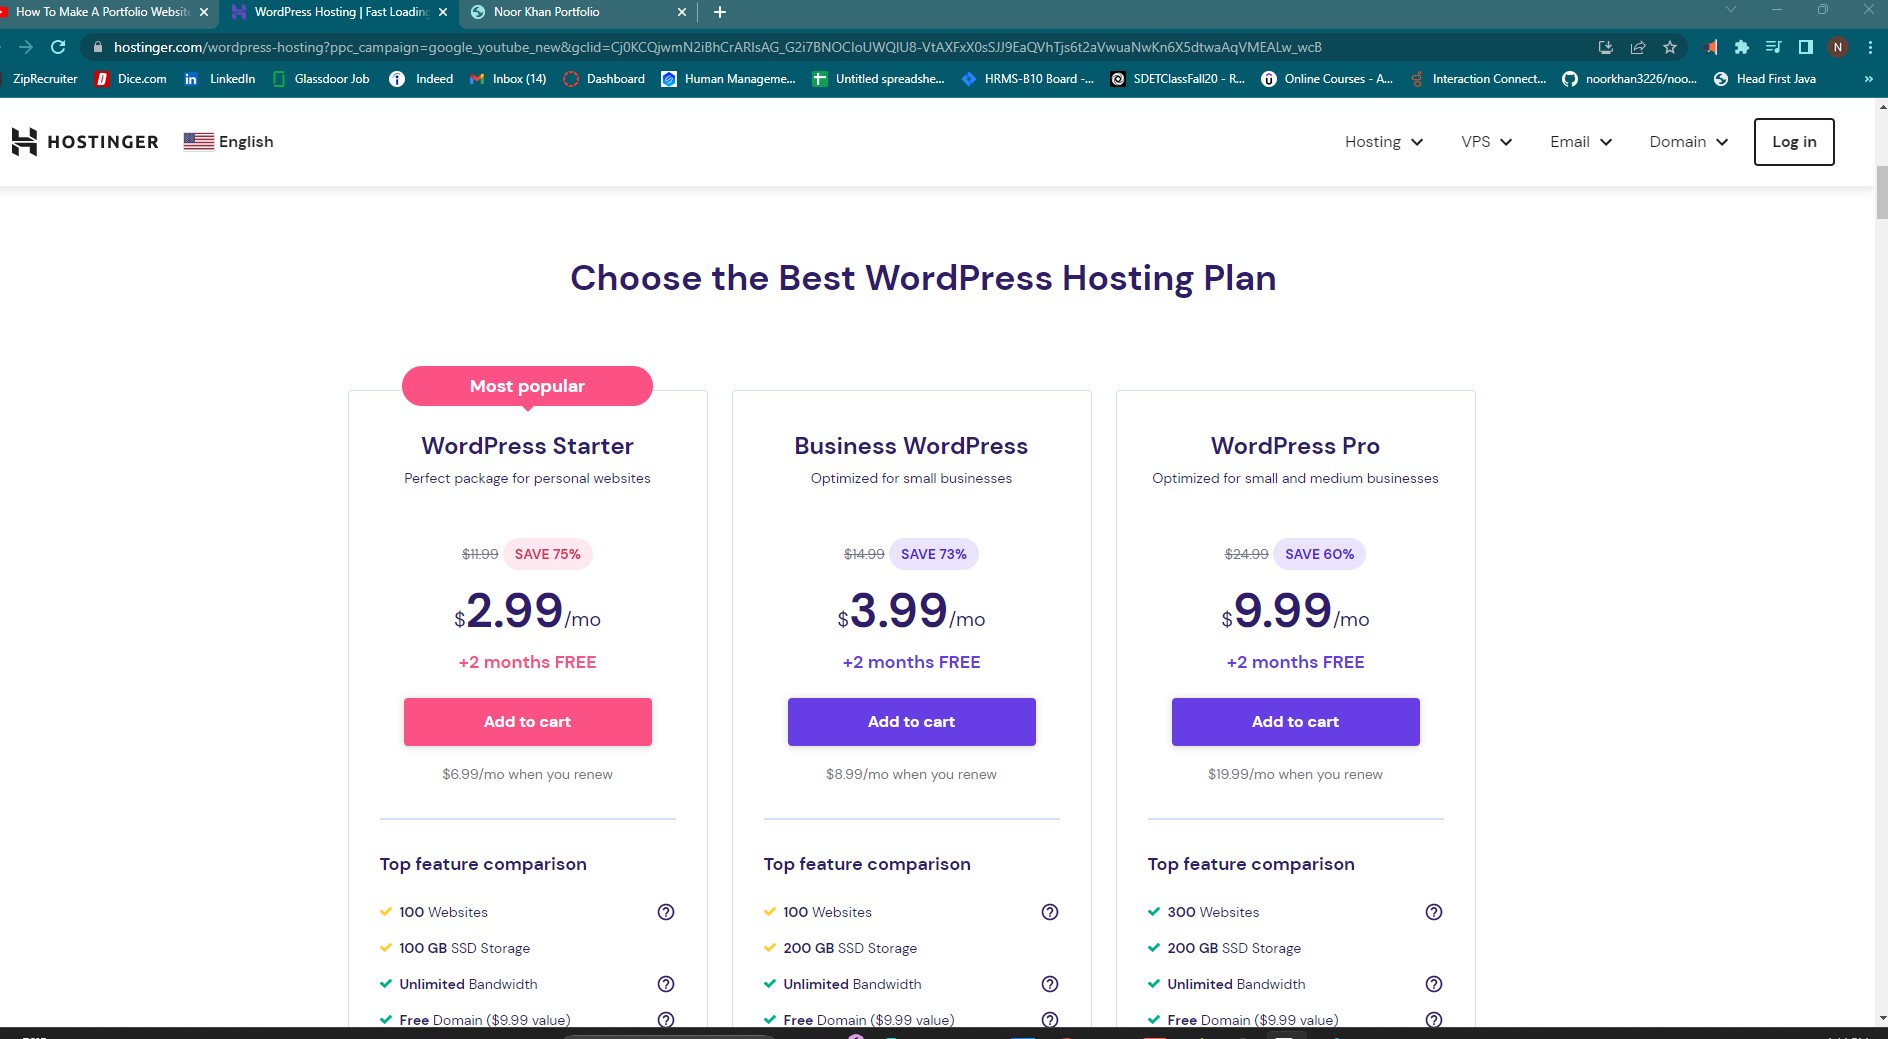 How To Make A Portfolio Websit
WordPress Hosting | Fast Loading
Noor Khan Portfolio
hostinger.com/wordpress-hosting?ppc_campaign=google_youtube_new&gclid=Cj0KCQjwmN2iBhCrARIsAG_G2i7BNOCIoUWQIU8-VtAXFxX0sSJJ9EaQVhTjs6t2aVwuaNwKn6X5dtwaAqVMEALw_wcB
N
ZipRecruiter
Dice.com
LinkedIn
Glassdoor Job
Indeed
Inbox (14)
Dashboard
Human Manageme...
Untitled spreadshe...
HRMS-B10 Board -...
SDETClassFall20 - R...
Online Courses - A...
Interaction Connect...
noorkhan3226/noo...
Head First Java
»
HOSTINGER
English
Hosting
VPS
Email
Domain
Log in
Choose the Best WordPress Hosting Plan
Most popular
WordPress Starter
Perfect package for personal websites
$11.99 SAVE 75%
$2.99/mo
+2 months FREE
Add to cart
$6.99/mo when you renew
Top feature comparison
100 Websites
100 GB SSD Storage
Unlimited Bandwidth
Free Domain ($9.99 value)
Business WordPress
Optimized for small businesses
$14.99 SAVE 73%
$3.99/mo
+2 months FREE
Add to cart
$8.99/mo when you renew
Top feature comparison
100 Websites
200 GB SSD Storage
Unlimited Bandwidth
Free Domain ($9.99 value)
WordPress Pro
Optimized for small and medium businesses
$24.99 SAVE 60%
$9.99/mo
+2 months FREE
Add to cart
$19.99/mo when you renew
Top feature comparison
300 Websites
200 GB SSD Storage
Unlimited Bandwidth
Free Domain ($9.99 value)